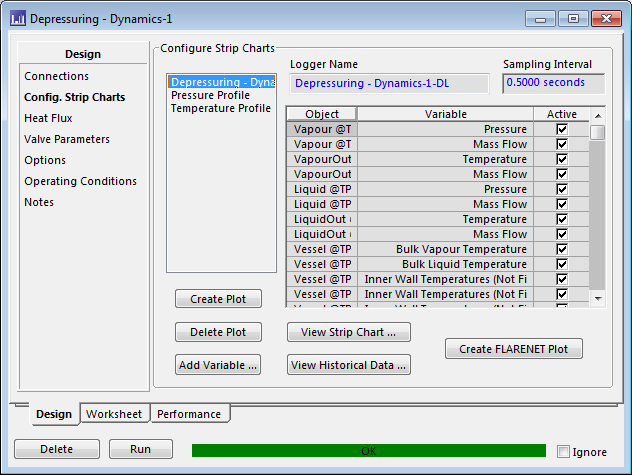 Depressuring - Dynamics-1
Design
Connections
Config. Strip Charts
Heat Flux
Valve Parameters
Options
Operating Conditions
Notes
Configure Strip Charts
Depressuring - Dyna
Pressure Profile
Temperature Profile
Logger Name
Depressuring - Dynamics-1-DL
Sampling Interval
0.5000 seconds
Object Variable Active
Vapour @T Pressure
Vapour @T Mass Flow
VapourOut Temperature
VapourOut Mass Flow
Liquid @TP Pressure
Liquid @TP Mass Flow
LiquidOut ( Temperature
LiquidOut ( Mass Flow
Vessel @TP Bulk Vapour Temperature
Vessel @TP Bulk Liquid Temperature
Vessel @TP Inner Wall Temperatures (Not Fi
Vessel @TP Inner Wall Temperatures (Not Fi
Create Plot
Delete Plot
Add Variable ...
View Strip Chart ...
View Historical Data ...
Create FLARENET Plot
Design Worksheet Performance
Delete Run OK Ignore